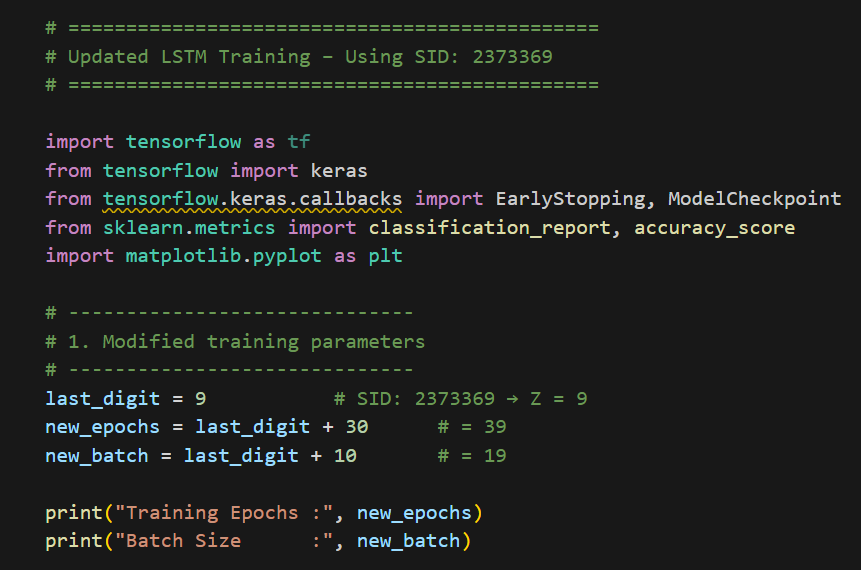 # ==============================================
# Updated LSTM Training – Using SID: 2373369
# ==============================================
import tensorflow as tf
from tensorflow import keras
from tensorflow.keras.callbacks import EarlyStopping, ModelCheckpoint
from sklearn.metrics import classification_report, accuracy_score
import matplotlib.pyplot as plt
# ------------------------------
# 1. Modified training parameters
# ------------------------------
last_digit = 9           # SID: 2373369 → Z = 9
new_epochs = last_digit + 30      # = 39
new_batch = last_digit + 10       # = 19
print("Training Epochs :", new_epochs)
print("Batch Size      :", new_batch)